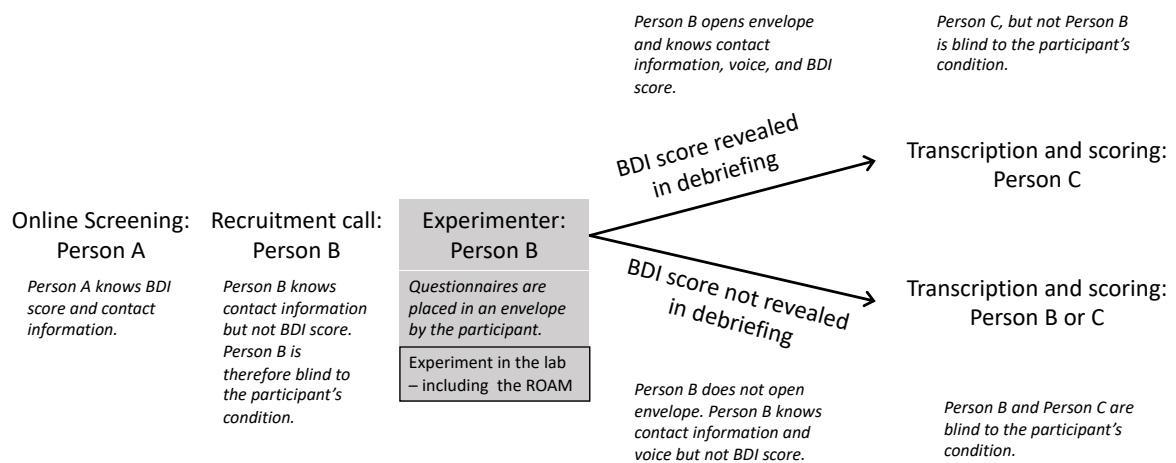 Person B opens envelope
and knows contact
information, voice, and BDI
score.
Person C, but not Person B
is blind to the participant’s
condition.
BDI score revealed
in debriefing
Transcription and scoring:
Person C
Online Screening:
Person A
Person A knows BDI
score and contact
information.
Recruitment call:
Person B
Person B knows
contact information
but not BDI score.
Person B is
therefore blind to
the participant’s
condition.
Experimenter:
Person B
Questionnaires are
placed in an envelope
by the participant.
Experiment in the lab
– including the ROAM
BDI score not revealed
in debriefing
Transcription and scoring:
Person B or C
Person B does not open
envelope. Person B knows
contact information and
voice but not BDI score.
Person B and Person C are
blind to the participant’s
condition.